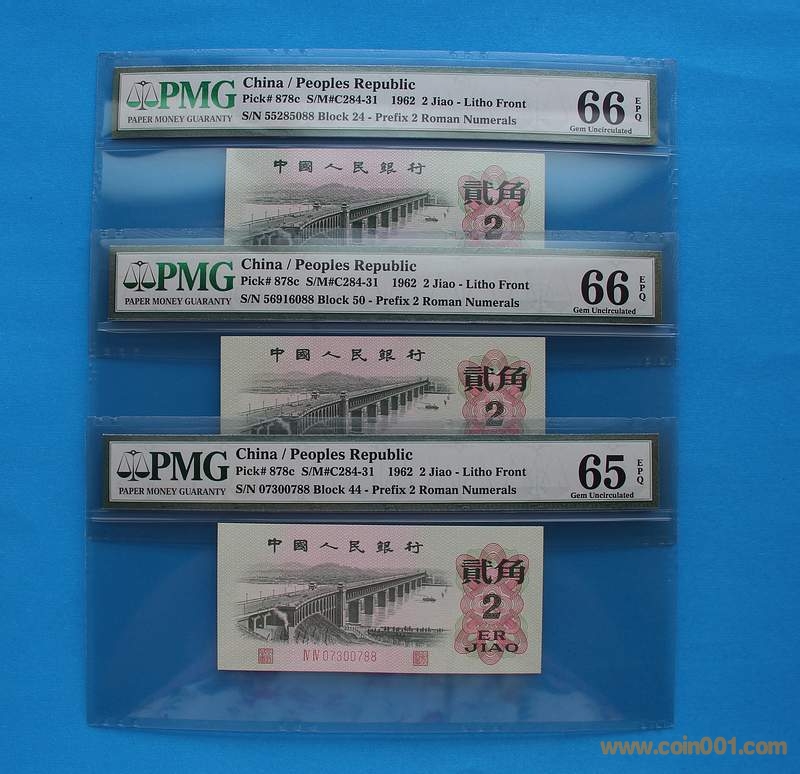 PMG
PAPER MONEY GUARANTY
China / Peoples Republic
Pick# 878c S/M#C284-31 1962 2 Jiao - Litho Front
S/N 55285088 Block 24 - Prefix 2 Roman Numerals
66 EPQ
Gem Uncirculated
中國人民銀行
貳角
2
PMG
PAPER MONEY GUARANTY
China / Peoples Republic
Pick# 878c S/M#C284-31 1962 2 Jiao - Litho Front
S/N 56916088 Block 50 - Prefix 2 Roman Numerals
66 EPQ
Gem Uncirculated
中國人民銀行
貳角
2
PMG
PAPER MONEY GUARANTY
China / Peoples Republic
Pick# 878c S/M#C284-31 1962 2 Jiao - Litho Front
S/N 07300788 Block 44 - Prefix 2 Roman Numerals
65 EPQ
Gem Uncirculated
中國人民銀行
貳角
2
ER
JIAO
IV IV 07300788
www.coin001.com